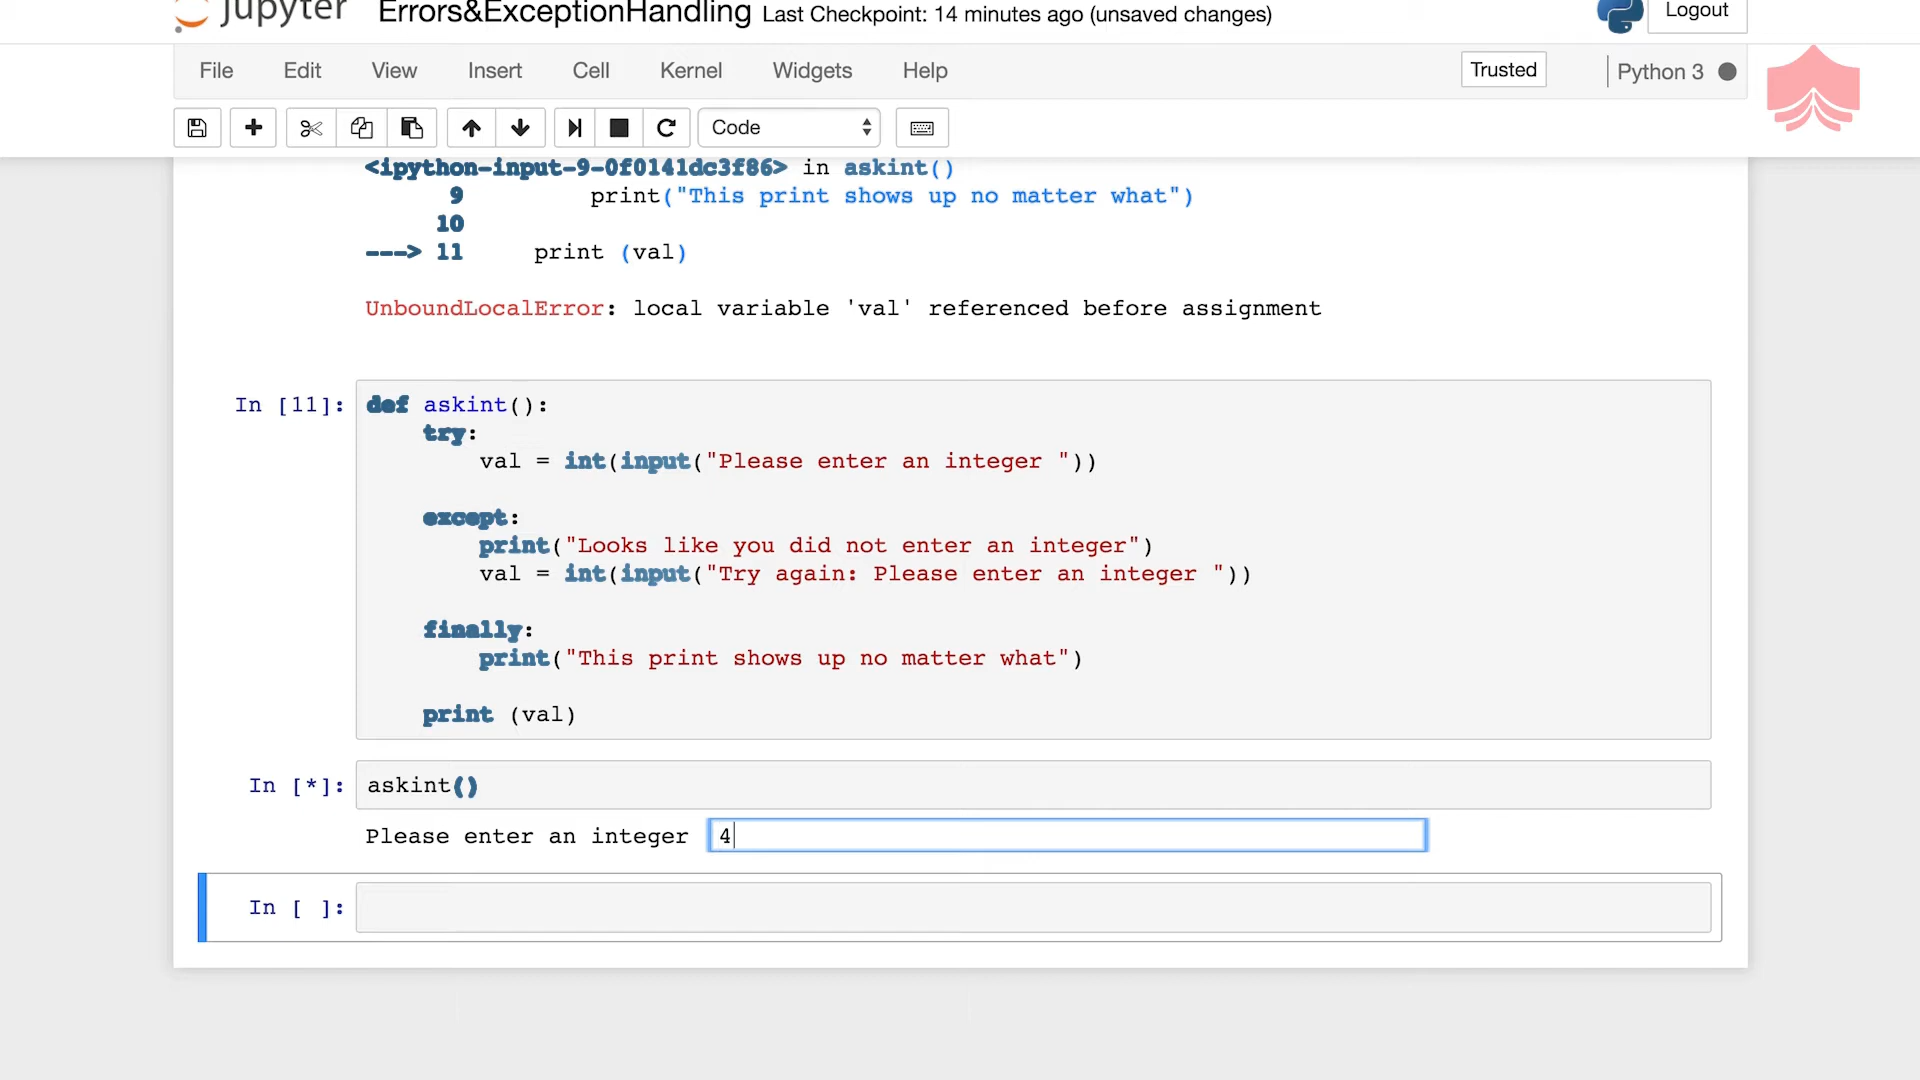 jupyter Errors&ExceptionHandling Last Checkpoint: 14 minutes ago (unsaved changes) Logout
File Edit View Insert Cell Kernel Widgets Help Trusted Python 3
Code
<ipython-input-9-0f0141dc3f86> in askint()
9 print("This print shows up no matter what")
10
---> 11 print (val)
UnboundLocalError: local variable 'val' referenced before assignment
In [11]: def askint():
try:
val = int(input("Please enter an integer "))
except:
print("Looks like you did not enter an integer")
val = int(input("Try again: Please enter an integer "))
finally:
print("This print shows up no matter what")
print (val)
In [*]: askint()
Please enter an integer 4
In [ ]: